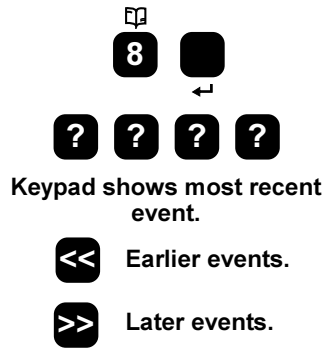 8
? ? ? ?
Keypad shows most recent
event.
<< Earlier events.
>> Later events.